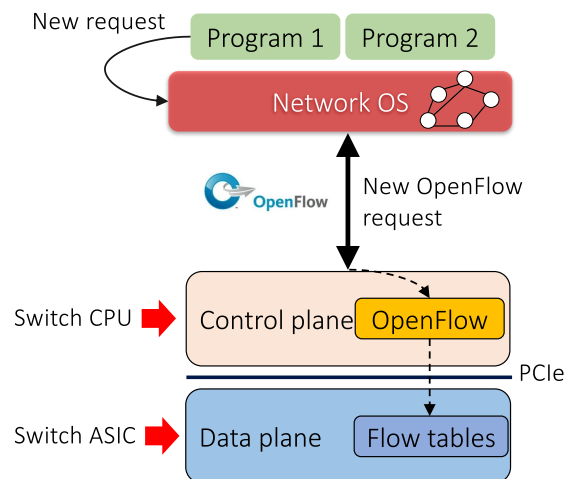 New request
Program 1
Program 2
Network OS
OpenFlow
New OpenFlow
request
Switch CPU
Control plane
OpenFlow
PCIe
Switch ASIC
Data plane
Flow tables